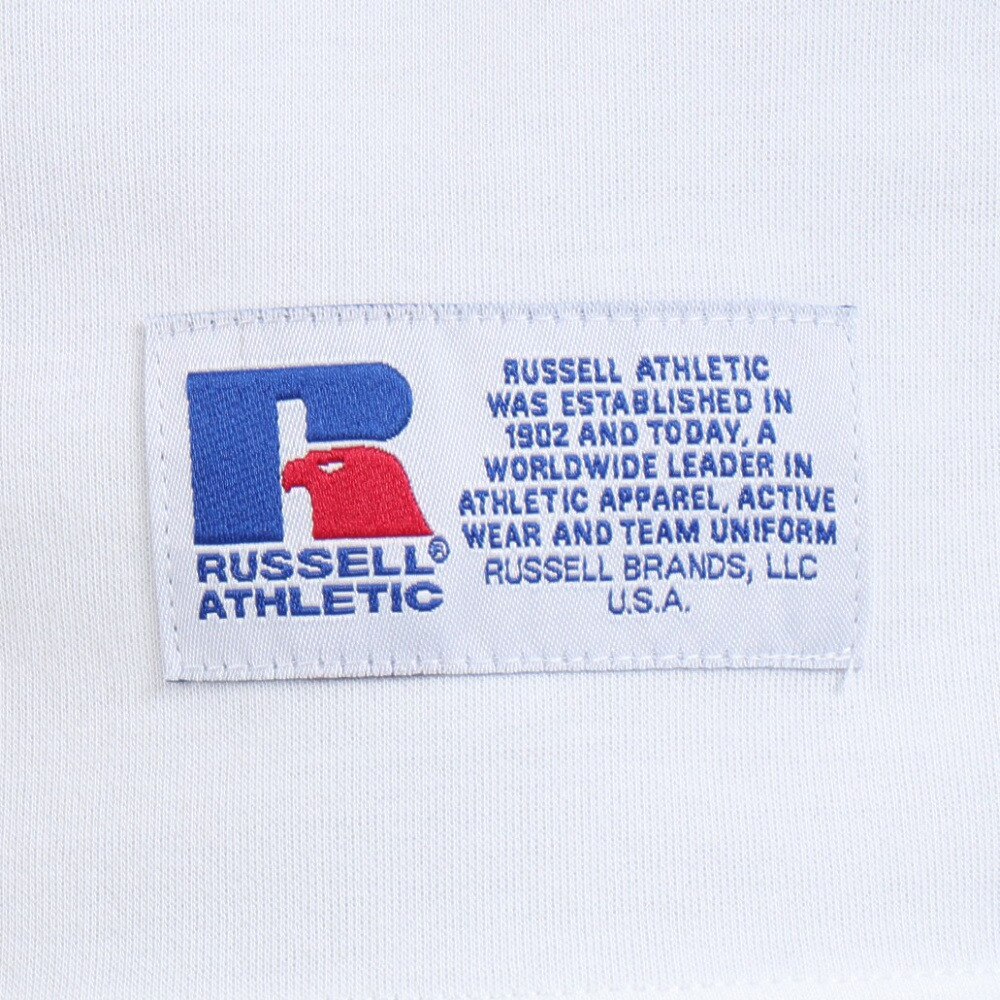 RUSSELL®
ATHLETIC
RUSSELL ATHLETIC
WAS ESTABLISHED IN
1902 AND TODAY, A
WORLDWIDE LEADER IN
ATHLETIC APPAREL, ACTIVE
WEAR AND TEAM UNIFORM
RUSSELL BRANDS, LLC
U.S.A.